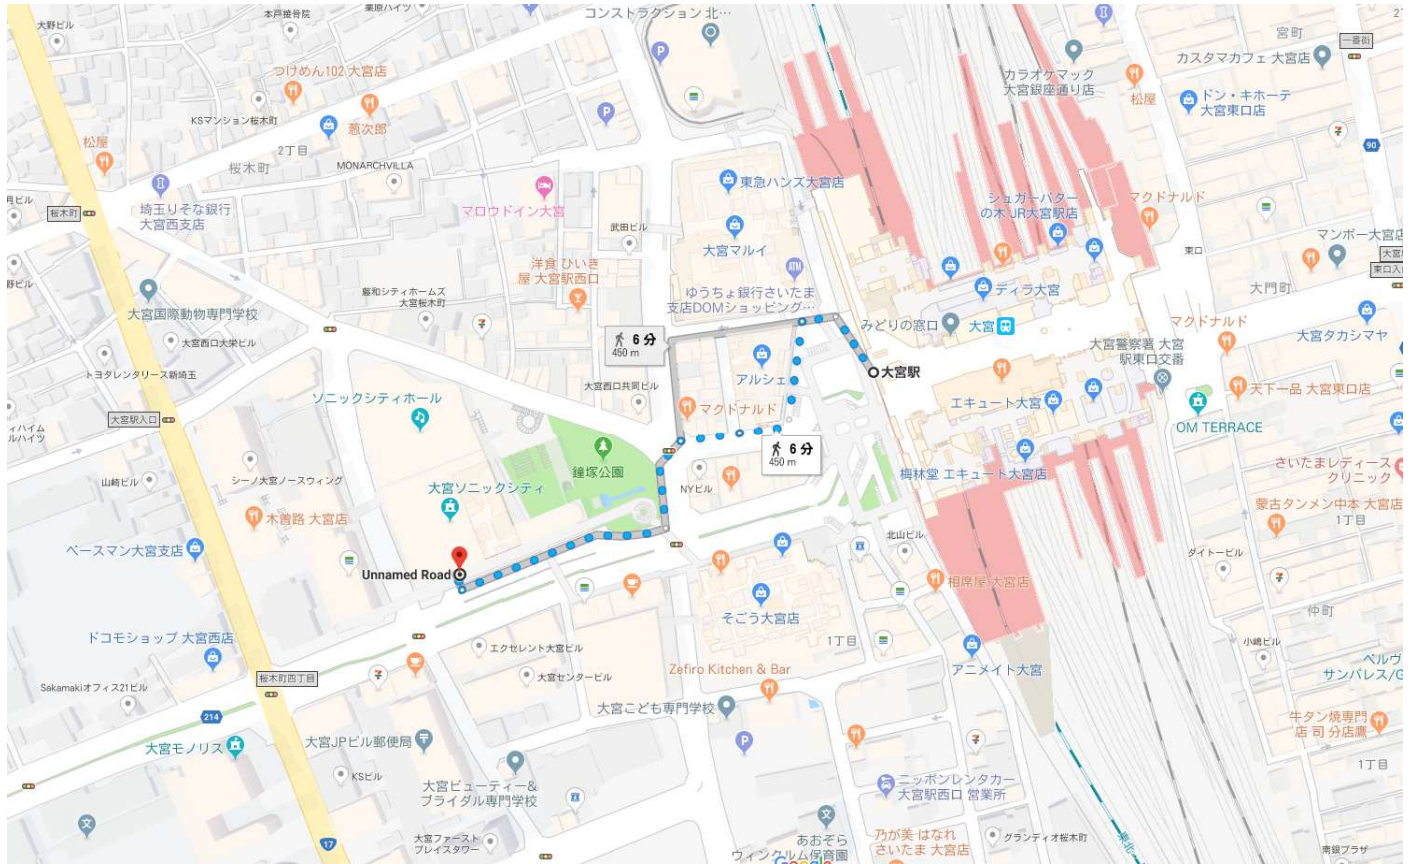 大野ビル
本戸接骨院
栗原ハイツ
コンストラクション 北…
宮町
一番街
カスタマカフェ 大宮店
つけめん102 大宮店
カラオケマック
大宮銀座通り店
KSマンション桜木町
葱次郎
松屋
ドン・キホーテ
大宮東口店
松屋
2丁目
桜木町
MONARCHVILLA
90
東急ハンズ大宮店
シュガーバター
の木 JR大宮駅店
マクドナルド
桜木町
埼玉りそな銀行
大宮西支店
マロウドイン大宮
武田ビル
大宮マルイ
東口
マンボー大宮店
洋食 ひいき
屋 大宮駅西口
ATM
大宮国際動物専門学校
藤和シティホームズ
大宮桜木町
ゆうちょ銀行さいたま
支店DOMショッピング…
ディラ大宮
大門町
みどりの窓口
大宮
マクドナルド
大宮タカシマヤ
大宮西口大栄ビル
6 分
450 m
大宮警察署 大宮
駅東口交番
トヨタレンタリース新埼玉
大宮西口共同ビル
アルシェ
大宮駅
天下一品 大宮東口店
ソニックシティホール
マクドナルド
エキュート大宮
大宮駅入口
OM TERRACE
6 分
450 m
鐘塚公園
梅林堂 エキュート大宮店
さいたまレディース
クリニック
山崎ビル
シーノ大宮ノースウィング
大宮ソニックシティ
NYビル
木曽路 大宮店
蒙古タンメン中本 大宮店
1丁目
北山ビル
ペースマン大宮支店
ダイトービル
Unnamed Road
相席屋 大宮店
そごう大宮店
仲町
ドコモショップ 大宮西店
1丁目
小嶋ビル
エクセレント大宮ビル
アニメイト大宮
Zefiro Kitchen & Bar
桜木町四丁目
大宮センタービル
Sakamakiオフィス21ビル
大宮こども専門学校
214
牛タン焼専門
店 司 分店鷹
大宮モノリス
大宮JPビル郵便局
1丁目
KSビル
大宮ビューティー&
ブライダル専門学校
ニッポンレンタカー
大宮駅西口 営業所
文
17
大宮ファースト
プレイスタワー
文
あおぞら
ウィンクルム保育園
乃が美 はなれ
さいたま 大宮店
グランディオ桜木町
東北
南銀プラザ
Google